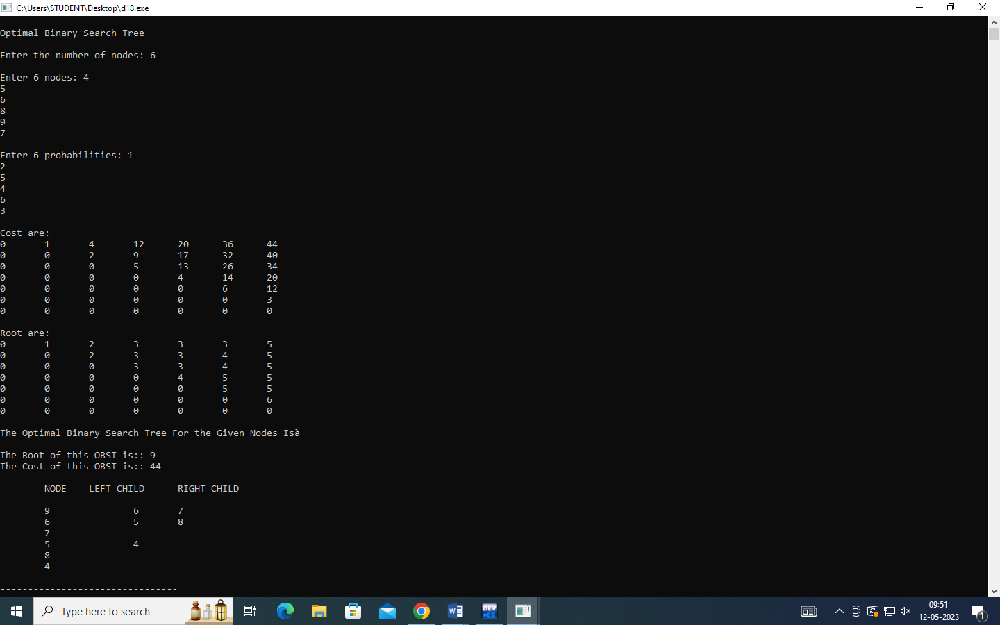 C:\Users\STUDENT\Desktop\d18.exe
Optimal Binary Search Tree
Enter the number of nodes: 6
Enter 6 nodes: 4
5
6
8
9
7
Enter 6 probabilities: 1
2
5
4
6
3
Cost are:
0 1 4 12 20 36 44
0 0 2 9 17 32 40
0 0 0 5 13 26 34
0 0 0 0 4 14 20
0 0 0 0 0 6 12
0 0 0 0 0 0 3
0 0 0 0 0 0 0
Root are:
0 1 2 3 3 3 5
0 0 2 3 3 4 5
0 0 0 3 3 4 5
0 0 0 0 4 5 5
0 0 0 0 0 5 5
0 0 0 0 0 0 6
0 0 0 0 0 0 0
The Optimal Binary Search Tree For the Given Nodes Isà
The Root of this OBST is:: 9
The Cost of this OBST is:: 44
NODE LEFT CHILD RIGHT CHILD
9 6 7
6 5 8
7
5 4
8
4
--------------------------------
Type here to search
DEV
09:51
12-05-2023
1